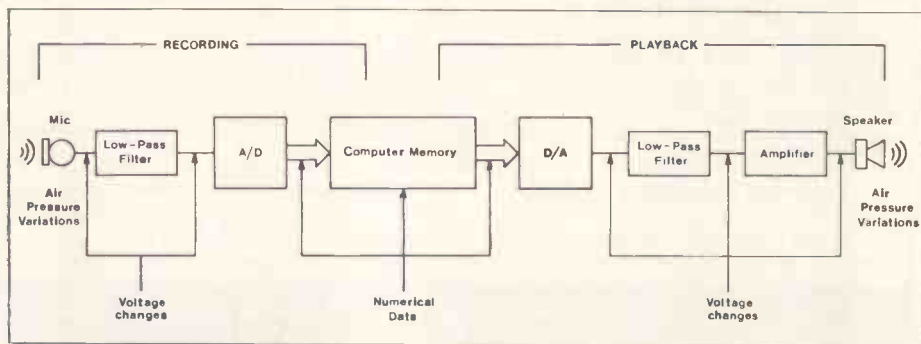 RECORDING
PLAYBACK
Mic
Speaker
Low-Pass
Filter
A/D
Computer Memory
D/A
Low-Pass
Filter
Amplifier
Air
Pressure
Variations
Air
Pressure
Variations
Voltage
changes
Numerical
Data
Voltage
changes